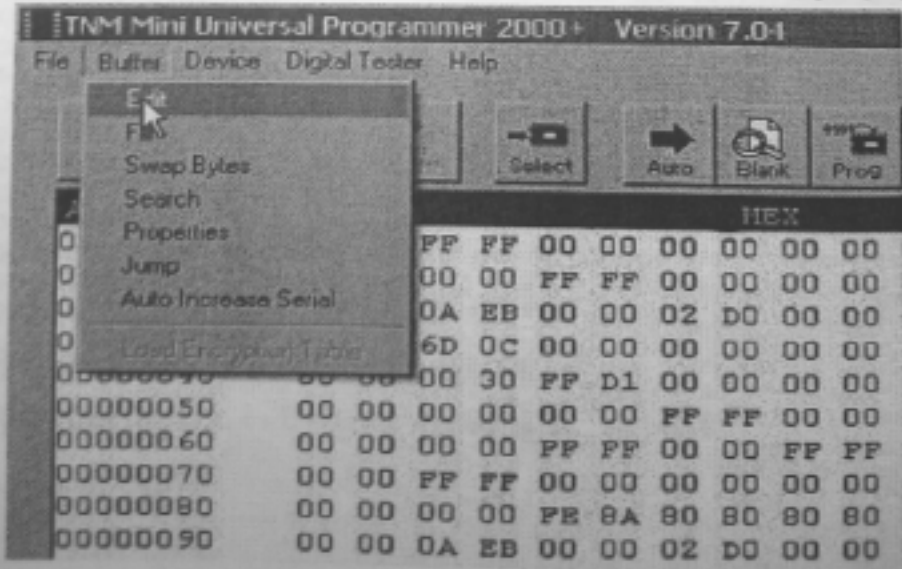 TNM Mini Universal Programmer 2000+ Version 7.04
File Buffer Device Digital Tester Help
Swap Bytes
Search
Properties
Jump
Auto Increase Serial
Load Encryption Table
Select Auto Blank Prog
HEX
FF FF 00 00 00 00 00 00
00 00 FF FF 00 00 00 00
0A EB 00 00 02 D0 00 00
6D 0C 00 00 00 00 00 00
00 30 FF D1 00 00 00 00
00000050 00 00 00 00 00 00 FF FF 00 00
00000060 00 00 00 00 FF FF 00 00 FF FF
00000070 00 00 FF FF 00 00 00 00 00 00
00000080 00 00 00 00 FE 8A 80 80 80 80
00000090 00 00 0A EB 00 00 02 D0 00 00